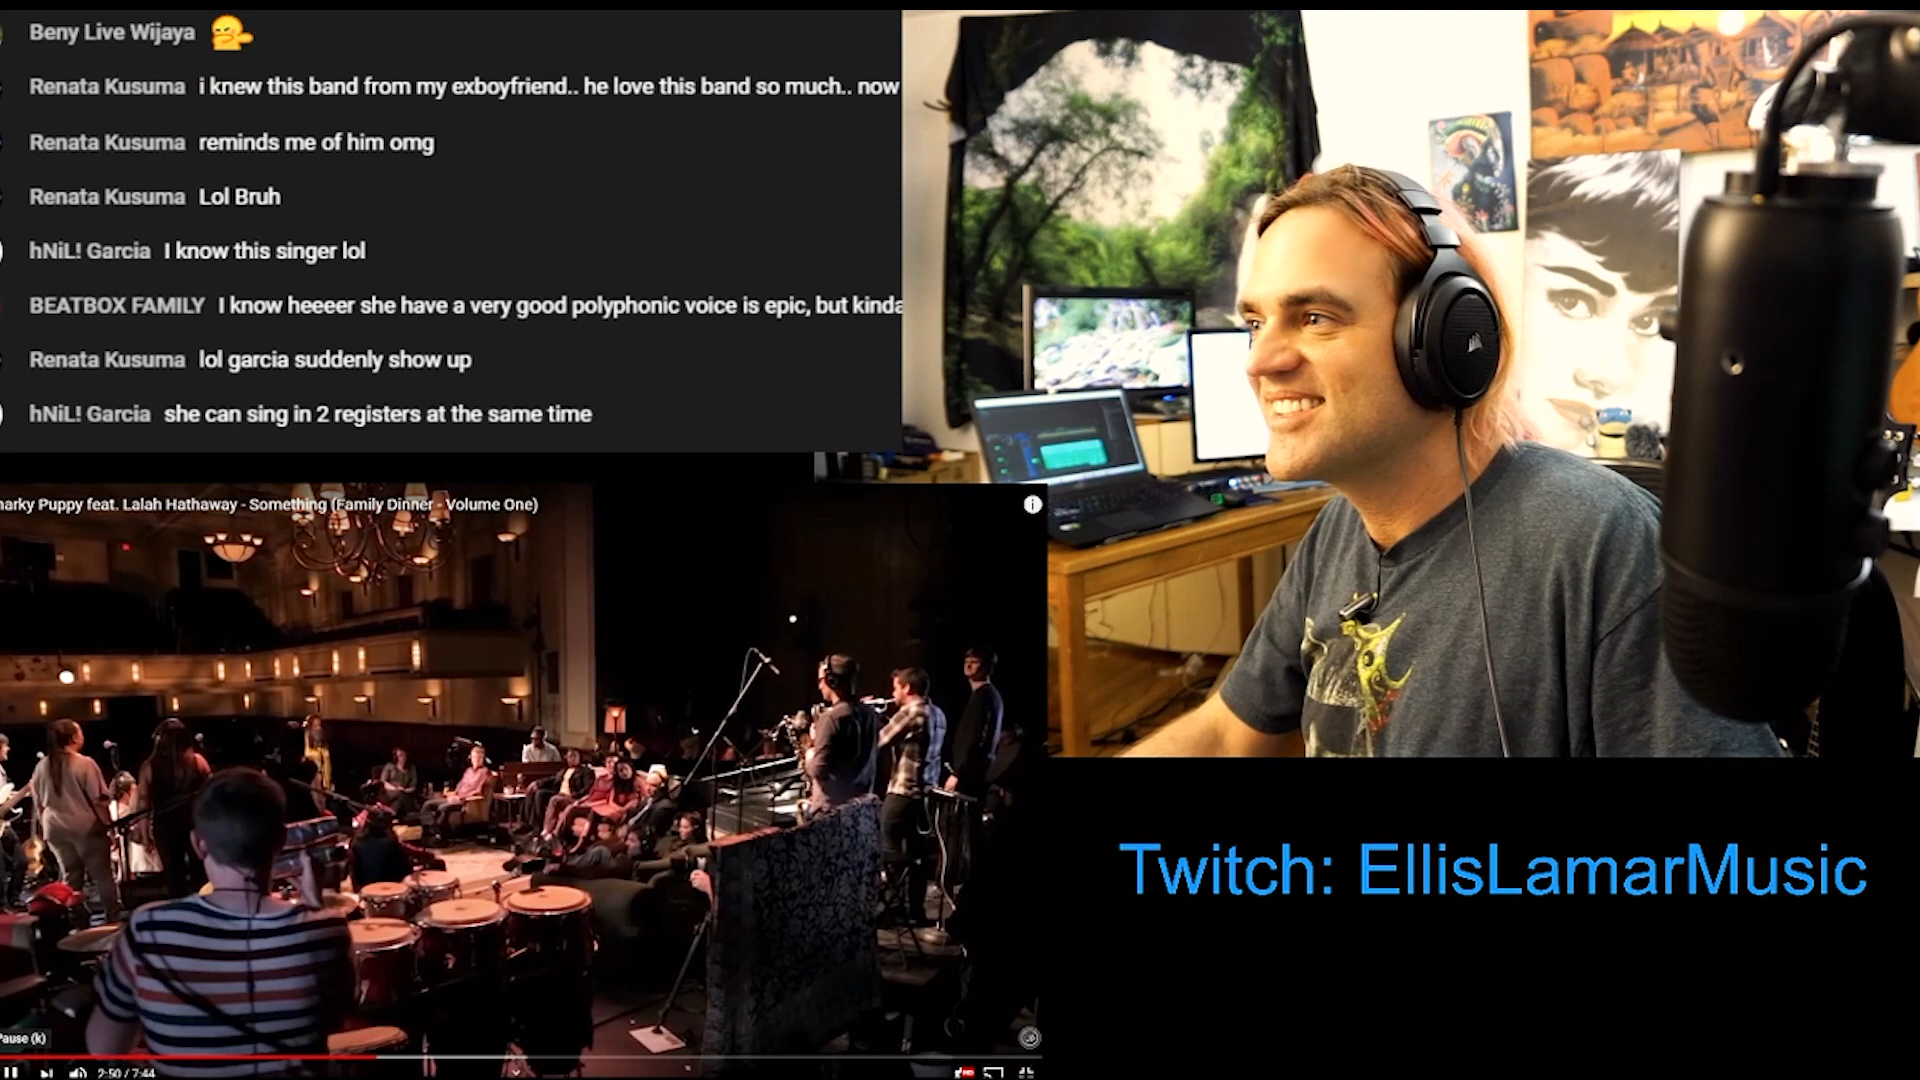 Beny Live Wijaya
Renata Kusuma i knew this band from my exboyfriend.. he love this band so much.. now
Renata Kusuma reminds me of him omg
Renata Kusuma Lol Bruh
hNiL! Garcia I know this singer lol
BEATBOX FAMILY I know heeeer she have a very good polyphonic voice is epic, but kinda
Renata Kusuma lol garcia suddenly show up
hNiL! Garcia she can sing in 2 registers at the same time
narky Puppy feat. Lalah Hathaway - Something (Family Dinner - Volume One)
Pause (k)
2:50 / 7:44
Twitch: EllisLamarMusic